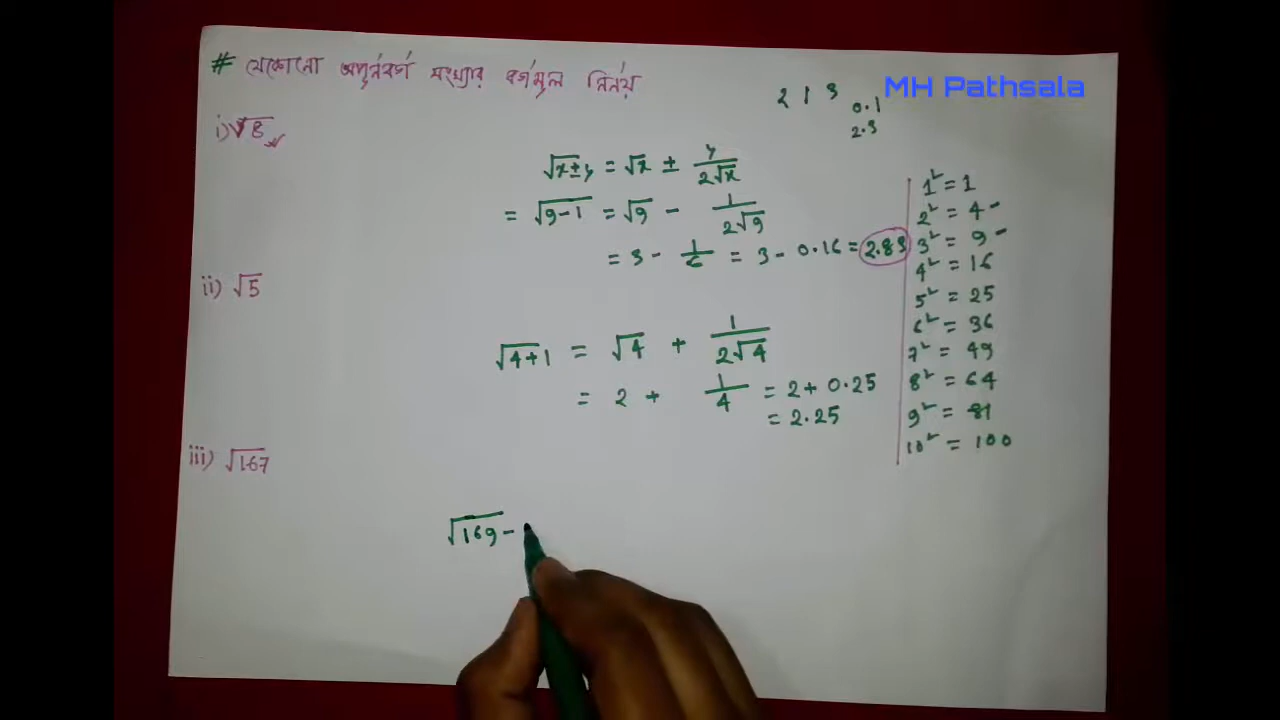 # যেকোনো অপূর্নবর্গ সংখ্যার বর্গমূল নির্নয়
MH Pathsala
2 1 3
0.1
2.3
i) √8
√x±y = √x ± y/2√x
= √9-1 = √9 - 1/2√9
= 3 - 1/6 = 3 - 0.16 = 2.83
ii) √5
√4+1 = √4 + 1/2√4
= 2 + 1/4 = 2 + 0.25
= 2.25
iii) √167
√169 -
1² = 1
2² = 4
3² = 9
4² = 16
5² = 25
6² = 36
7² = 49
8² = 64
9² = 81
10² = 100